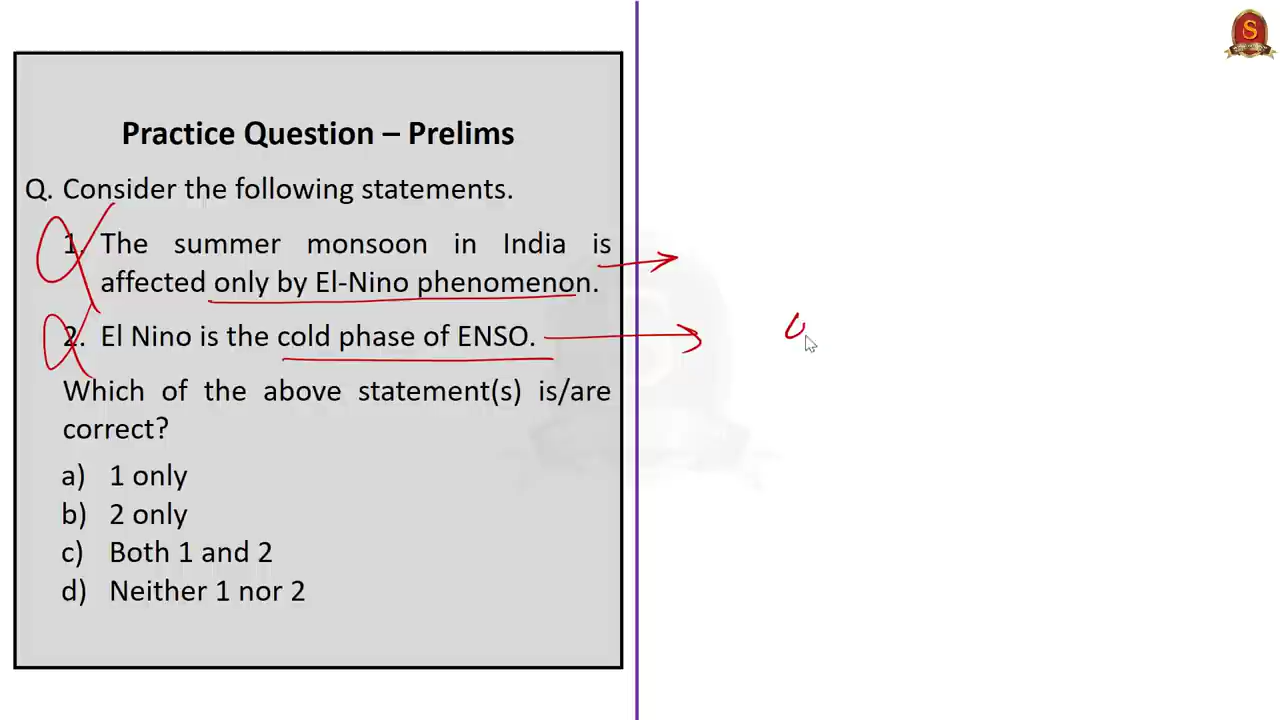 Practice Question – Prelims
Q. Consider the following statements.
1. The summer monsoon in India is
affected only by El-Nino phenomenon.
2. El Nino is the cold phase of ENSO.
Which of the above statement(s) is/are
correct?
a) 1 only
b) 2 only
c) Both 1 and 2
d) Neither 1 nor 2
S